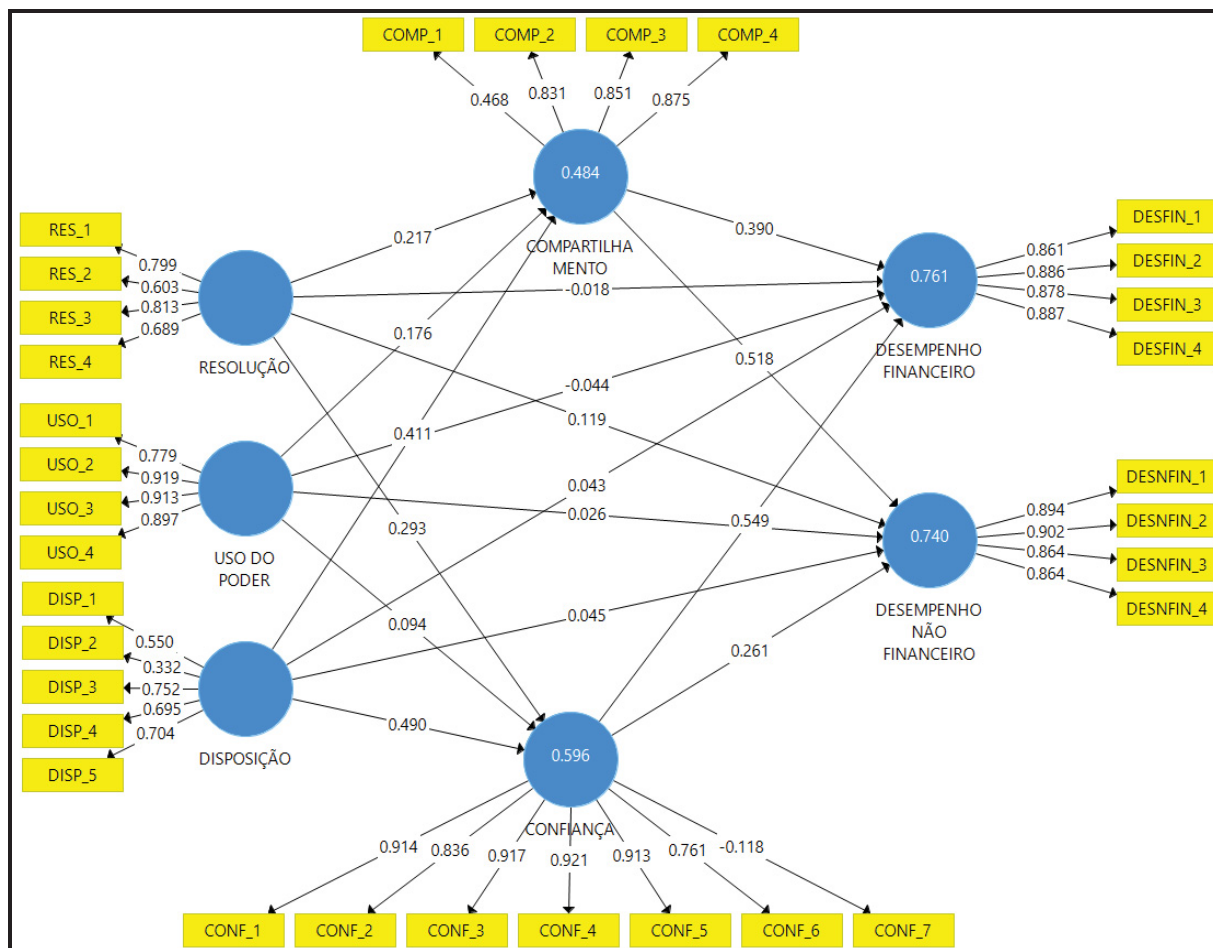 COMP_1 COMP_2 COMP_3 COMP_4
0.468 0.831 0.851 0.875
0.484
COMPARTILHA
MENTO
RES_1
RES_2
RES_3
RES_4
0.799
0.603
0.813
0.689
RESOLUÇÃO
0.217
0.390
-0.018
0.176
DESFIN_1
DESFIN_2
DESFIN_3
DESFIN_4
0.861
0.886
0.878
0.887
0.761
DESEMPENHO
FINANCEIRO
0.518
-0.044
0.119
0.411
0.043
0.026
0.293
0.549
USO_1
USO_2
USO_3
USO_4
0.779
0.919
0.913
0.897
USO DO
PODER
DESNFIN_1
DESNFIN_2
DESNFIN_3
DESNFIN_4
0.894
0.902
0.864
0.864
0.740
DESEMPENHO
NÃO
FINANCEIRO
0.094
0.045
0.261
0.490
DISP_1
DISP_2
DISP_3
DISP_4
DISP_5
0.550
0.332
0.752
0.695
0.704
DISPOSIÇÃO
0.596
CONFIANÇA
0.914 0.836 0.917 0.921 0.913 0.761 -0.118
CONF_1 CONF_2 CONF_3 CONF_4 CONF_5 CONF_6 CONF_7